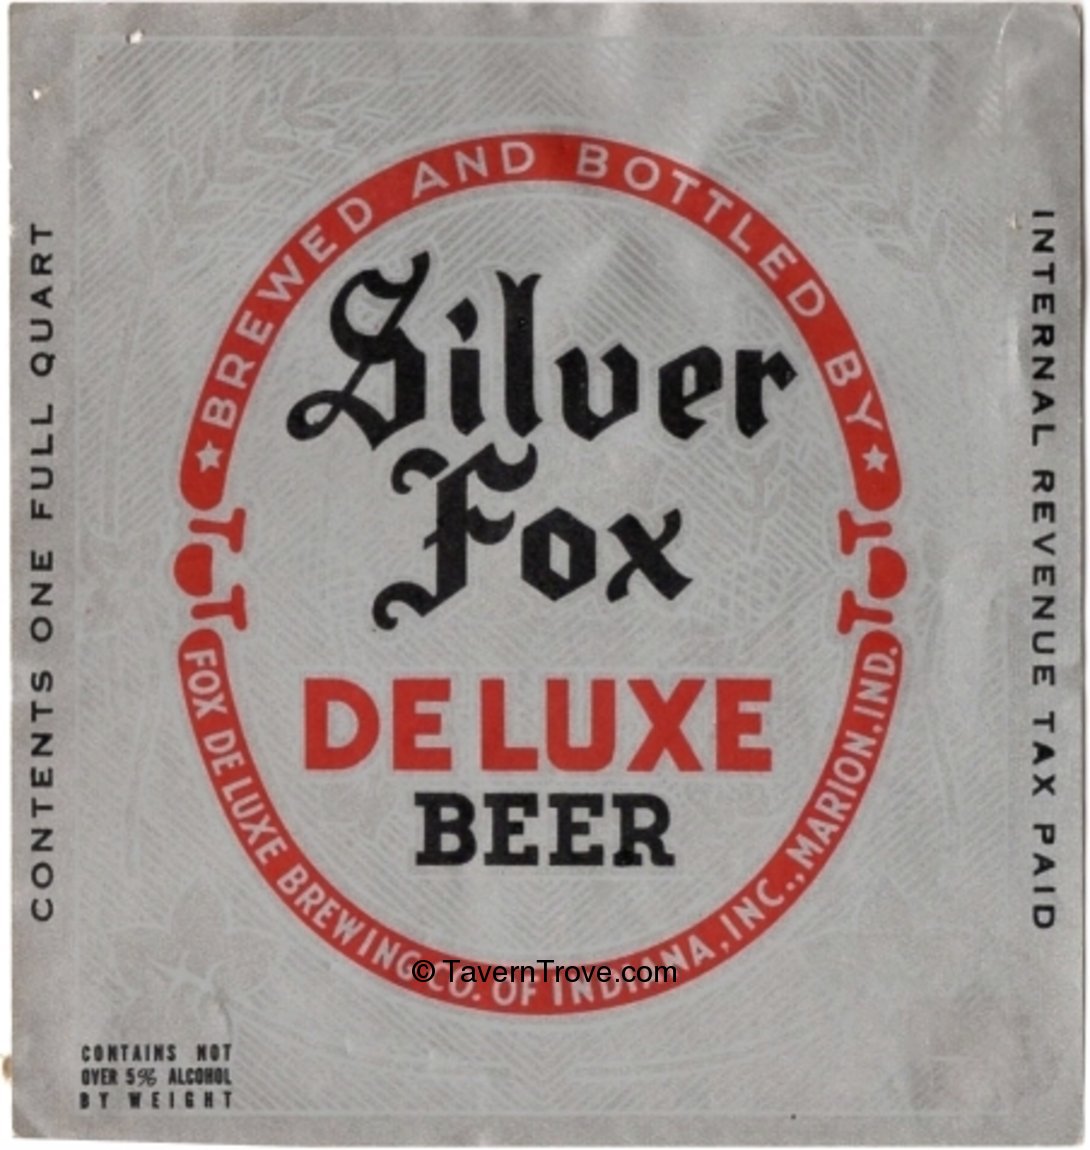 BREWED AND BOTTLED BY
Silver
Fox
DE LUXE
BEER
FOX DE LUXE BREWING CO. OF INDIANA, INC., MARION, IND.
CONTENTS ONE FULL QUART
INTERNAL REVENUE TAX PAID
CONTAINS NOT
OVER 5% ALCOHOL
BY WEIGHT
© TavernTrove.com